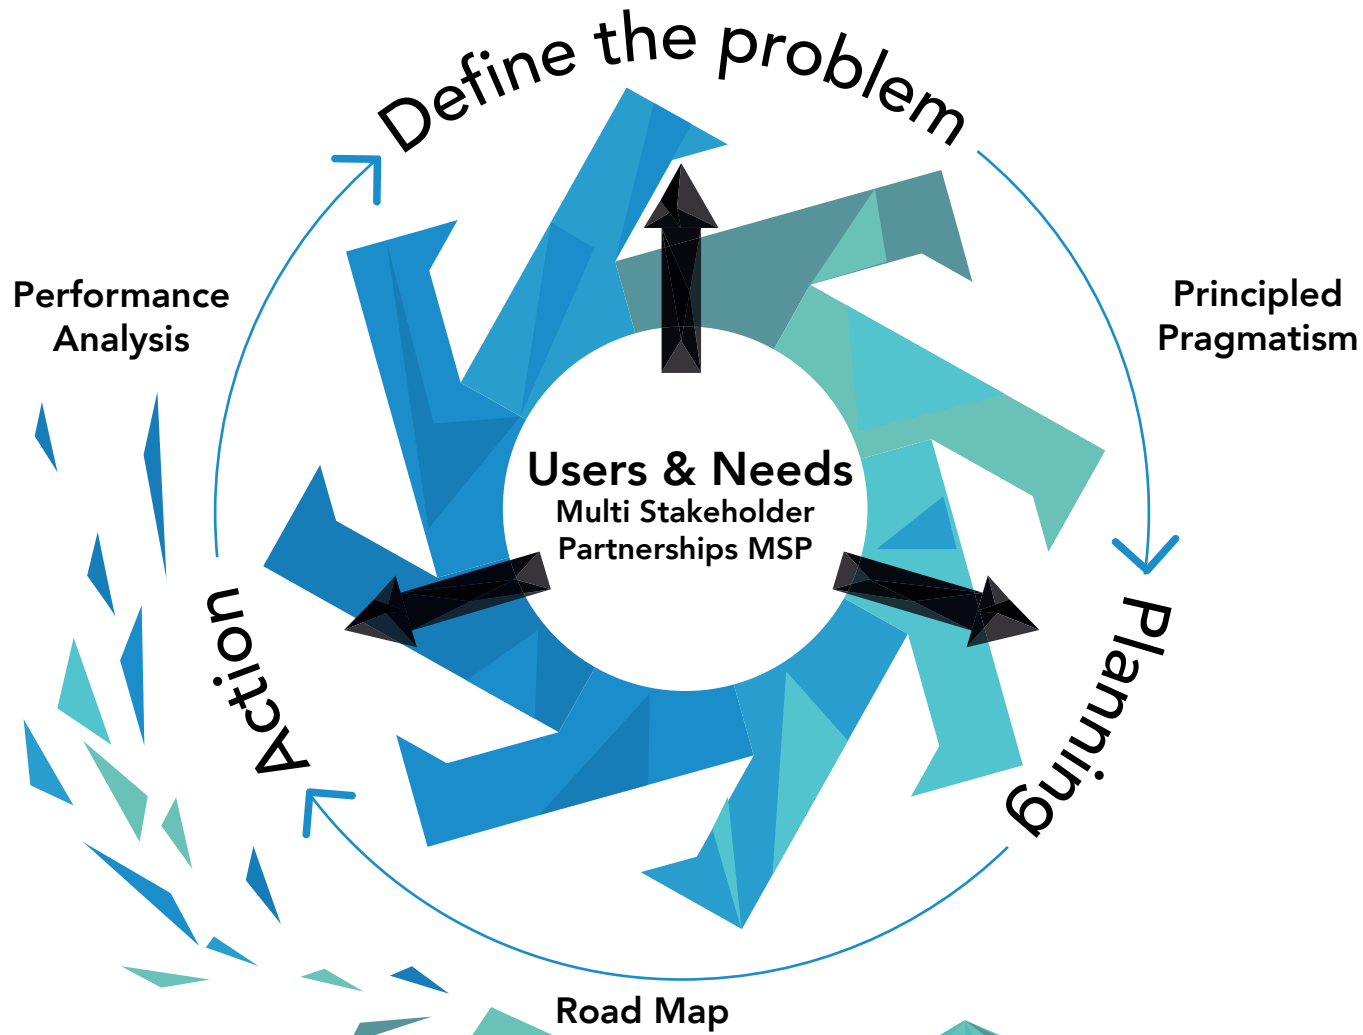 Define the problem
Performance
Analysis
Principled
Pragmatism
Users & Needs
Multi Stakeholder
Partnerships MSP
Action
Planning
Road Map